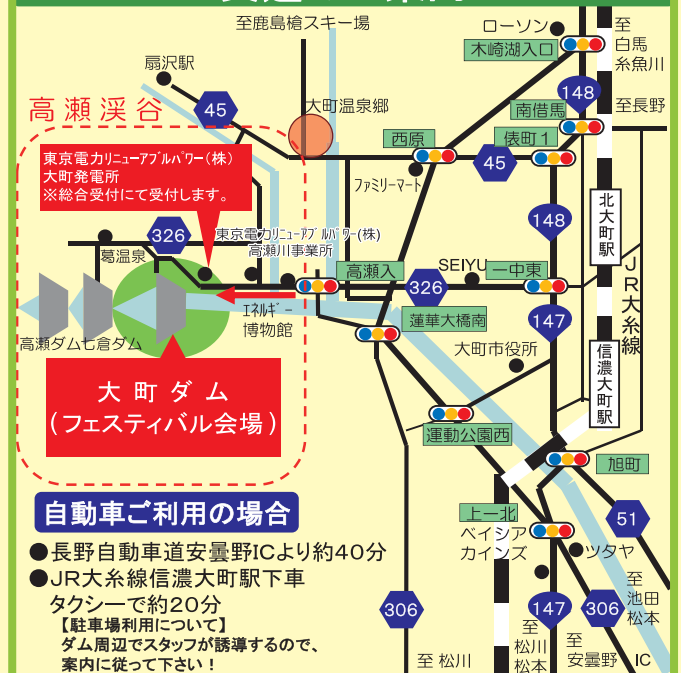 至鹿島槍スキー場
ローソン
至
白馬
糸魚川
木崎湖入口
扇沢駅
148
高瀬渓谷
45
大町温泉郷
南借馬
至長野
西原
俵町1
東京電力リニューアブルパワー(株)
大町発電所
※総合受付にて受付します。
45
ファミリーマート
北大町駅
148
326
東京電力リニューアブルパワー(株)
高瀬川事業所
葛温泉
高瀬入
SEIYU
一中東
326
JR大糸線
エネルギー
博物館
蓮華大橋南
147
高瀬ダム
七倉ダム
大町市役所
信濃大町駅
大町ダム
(フェスティバル会場)
運動公園西
旭町
自動車ご利用の場合
上一北
51
ベイシア
カインズ
ツタヤ
●長野自動車道安曇野ICより約40分
●JR大糸線信濃大町駅下車
タクシーで約20分
至
池田
松本
306
147
306
【駐車場利用について】
ダム周辺でスタッフが誘導するので、
案内に従って下さい!
至 松川
至
松川
松本
至
安曇野 IC